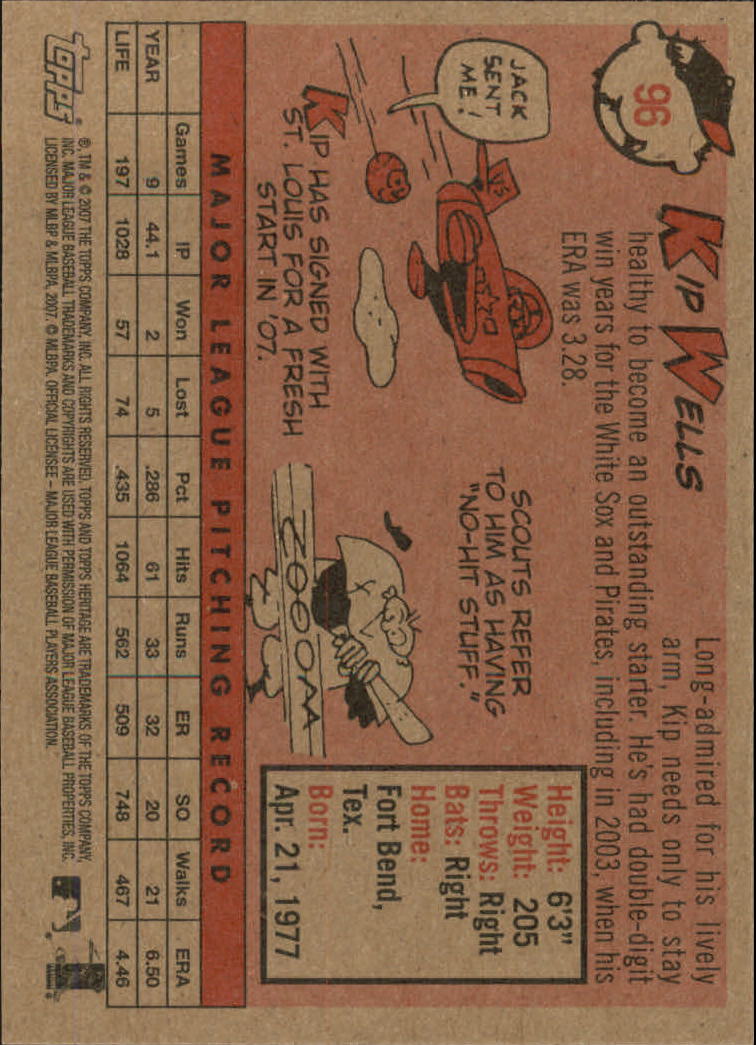 96
KIP WELLS
Long-admired for his lively
arm, Kip needs only to stay
healthy to become an outstanding starter. He's had double-digit
win years for the White Sox and Pirates, including in 2003, when his
ERA was 3.28.
JACK
SENT
ME!
KIP HAS SIGNED WITH
ST. LOUIS FOR A FRESH
START IN '07.
SCOUTS REFER
TO HIM AS HAVING
"NO-HIT STUFF."
ZOOOM
Height: 6'3"
Weight: 205
Throws: Right
Bats: Right
Home:
Fort Bend,
Tex.
Born:
Apr. 21, 1977
MAJOR LEAGUE PITCHING RECORD
Games IP Won Lost Pct Hits Runs ER SO Walks ERA
YEAR 9 44.1 2 5 .286 61 33 32 20 21 6.50
LIFE 197 1028 57 74 .435 1064 562 509 748 467 4.46
topps
®, TM & © 2007 THE TOPPS COMPANY, INC. ALL RIGHTS RESERVED. TOPPS AND TOPPS HERITAGE ARE TRADEMARKS OF THE TOPPS COMPANY,
INC. MAJOR LEAGUE BASEBALL TRADEMARKS AND COPYRIGHTS ARE USED WITH PERMISSION OF MAJOR LEAGUE BASEBALL PROPERTIES, INC.
LICENSED BY MLBP & MLBPA, 2007. © MLBPA, OFFICIAL LICENSEE – MAJOR LEAGUE BASEBALL PLAYERS ASSOCIATION.